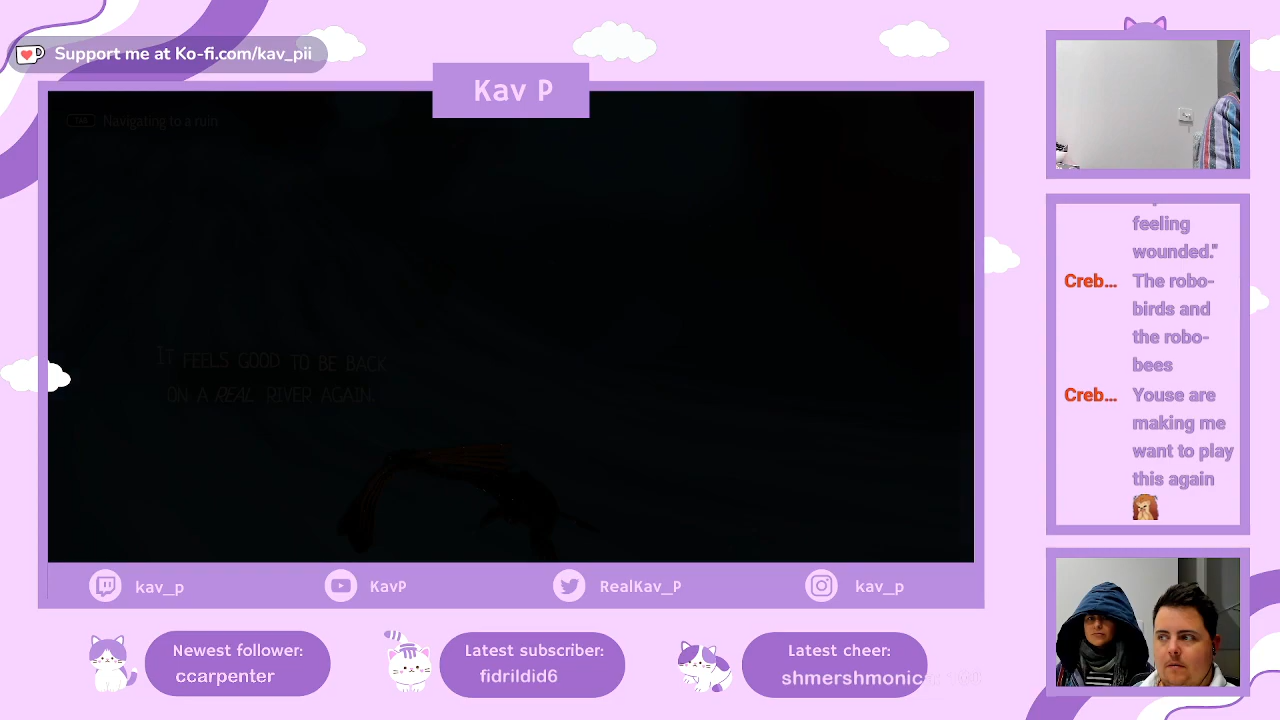 Support me at Ko-fi.com/kav_pii
Kav P
TAB Navigating to a ruin
IT FEELS GOOD TO BE BACK
ON A REAL RIVER AGAIN.
feeling
wounded."
Creb... The robo-
birds and
the robo-
bees
Creb... Youse are
making me
want to play
this again
kav_p
KavP
RealKav_P
kav_p
Newest follower:
ccarpenter
Latest subscriber:
fidrildid6
Latest cheer:
shmershmonica: 100